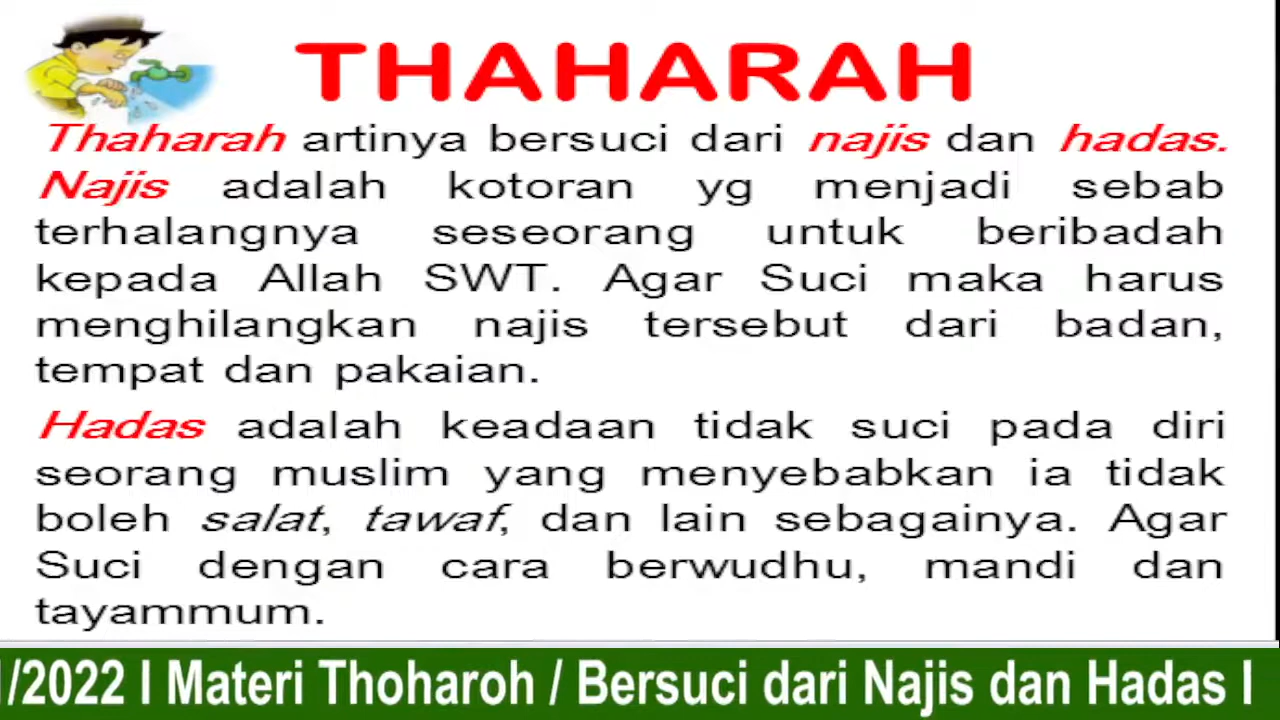 THAHARAH
Thaharah artinya bersuci dari najis dan hadas.
Najis adalah kotoran yg menjadi sebab
terhalangnya seseorang untuk beribadah
kepada Allah SWT. Agar Suci maka harus
menghilangkan najis tersebut dari badan,
tempat dan pakaian.
Hadas adalah keadaan tidak suci pada diri
seorang muslim yang menyebabkan ia tidak
boleh salat, tawaf, dan lain sebagainya. Agar
Suci dengan cara berwudhu, mandi dan
tayammum.
/2022 I Materi Thoharoh / Bersuci dari Najis dan Hadas I